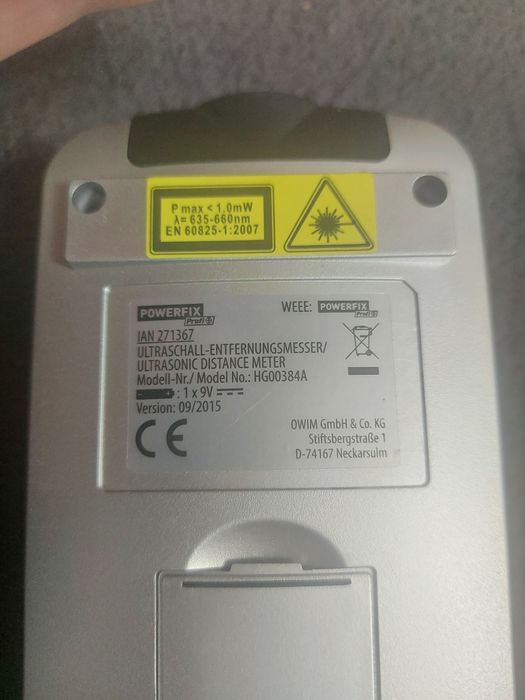 P max < 1.0mW
λ= 635-660nm
EN 60825-1:2007
POWERFIX
Profi
WEEE: POWERFIX
Profi
IAN 271367
ULTRASCHALL-ENTFERNUNGSMESSER/
ULTRASONIC DISTANCE METER
Modell-Nr./ Model No.: HG00384A
: 1 x 9V
Version: 09/2015
CE
OWIM GmbH & Co. KG
Stiftsbergstraße 1
D-74167 Neckarsulm